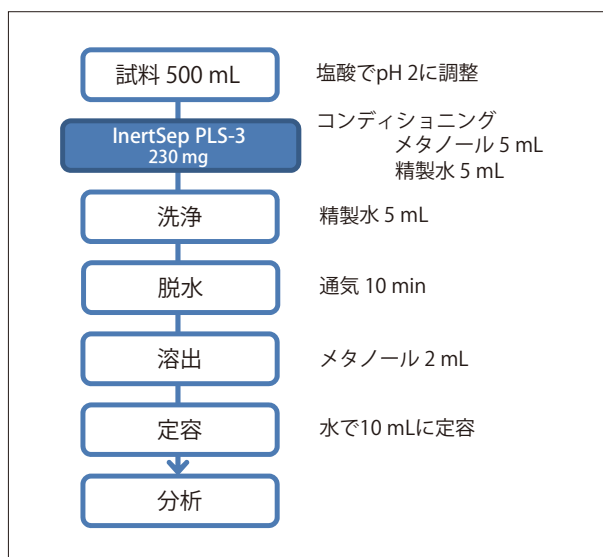 試料 500 mL
塩酸でpH 2に調整
InertSep PLS-3
230 mg
コンディショニング
メタノール 5 mL
精製水 5 mL
洗浄
精製水 5 mL
脱水
通気 10 min
溶出
メタノール 2 mL
定容
水で10 mLに定容
分析